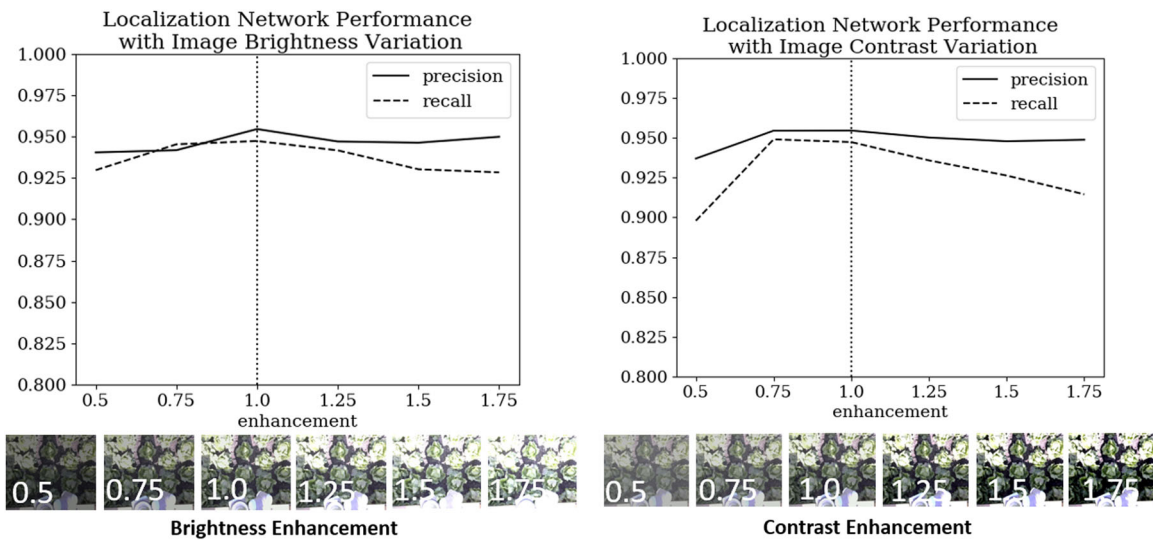 Localization Network Performance
with Image Brightness Variation
1.000
0.975
0.950
0.925
0.900
0.875
0.850
0.825
0.800
precision
recall
0.5 0.75 1.0 1.25 1.5 1.75
enhancement
0.5 0.75 1.0 1.25 1.5 1.75
Brightness Enhancement
Localization Network Performance
with Image Contrast Variation
1.000
0.975
0.950
0.925
0.900
0.875
0.850
0.825
0.800
precision
recall
0.5 0.75 1.0 1.25 1.5 1.75
enhancement
0.5 0.75 1.0 1.25 1.5 1.75
Contrast Enhancement